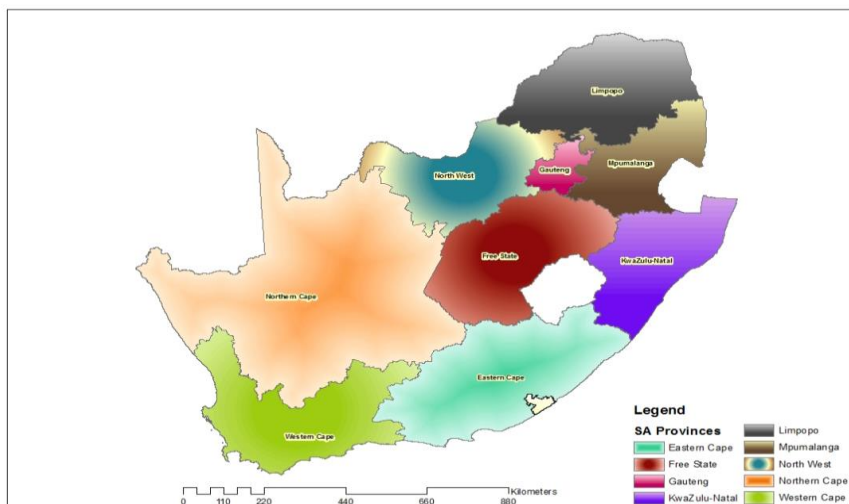 Limpopo
Mpumalanga
Gauteng
North West
Free State
KwaZulu-Natal
Northern Cape
Eastern Cape
Western Cape
Legend
SA Provinces
Eastern Cape
Free State
Gauteng
KwaZulu-Natal
Limpopo
Mpumalanga
North West
Northern Cape
Western Cape
Kilometers
0 110 220 440 660 880